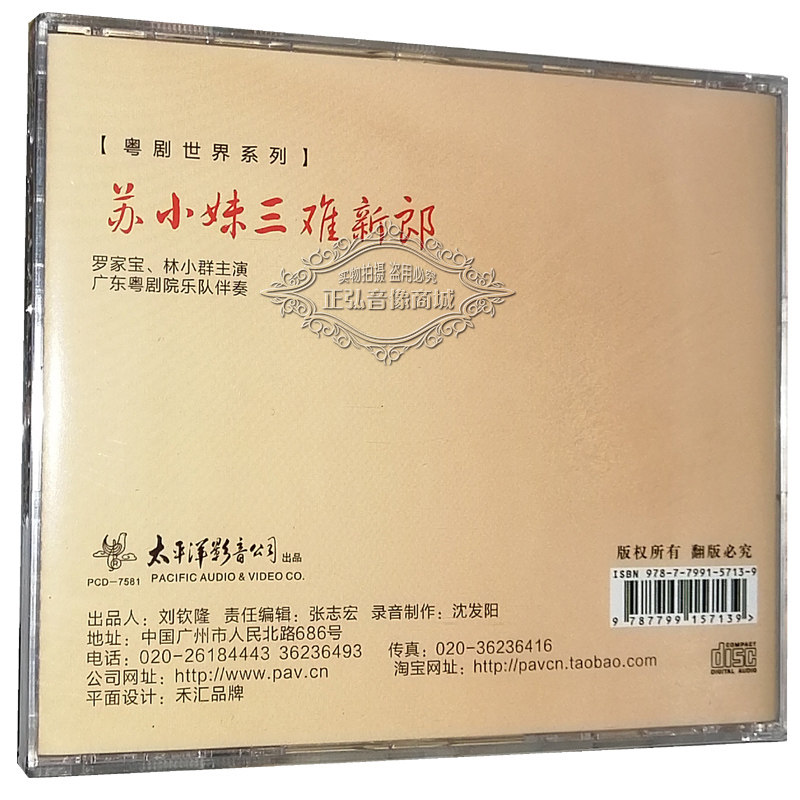 【粤剧世界系列】
苏小妹三难新郎
罗家宝、林小群主演
广东粤剧院乐队伴奏
实物拍摄 盗用必究
正弘音像商城
太平洋影音公司 出品
PCD-7581 PACIFIC AUDIO & VIDEO CO.
版权所有 翻版必究
ISBN 978-7-7991-5713-9
9 787799 157139 >
出品人：刘钦隆 责任编辑：张志宏 录音制作：沈发阳
地址：中国广州市人民北路686号
电话：020-26184443 36236493 传真：020-36236416
公司网址：http://www.pav.cn 淘宝网址：http://pavcn.taobao.com
平面设计：禾汇品牌
COMPACT
disc
DIGITAL AUDIO